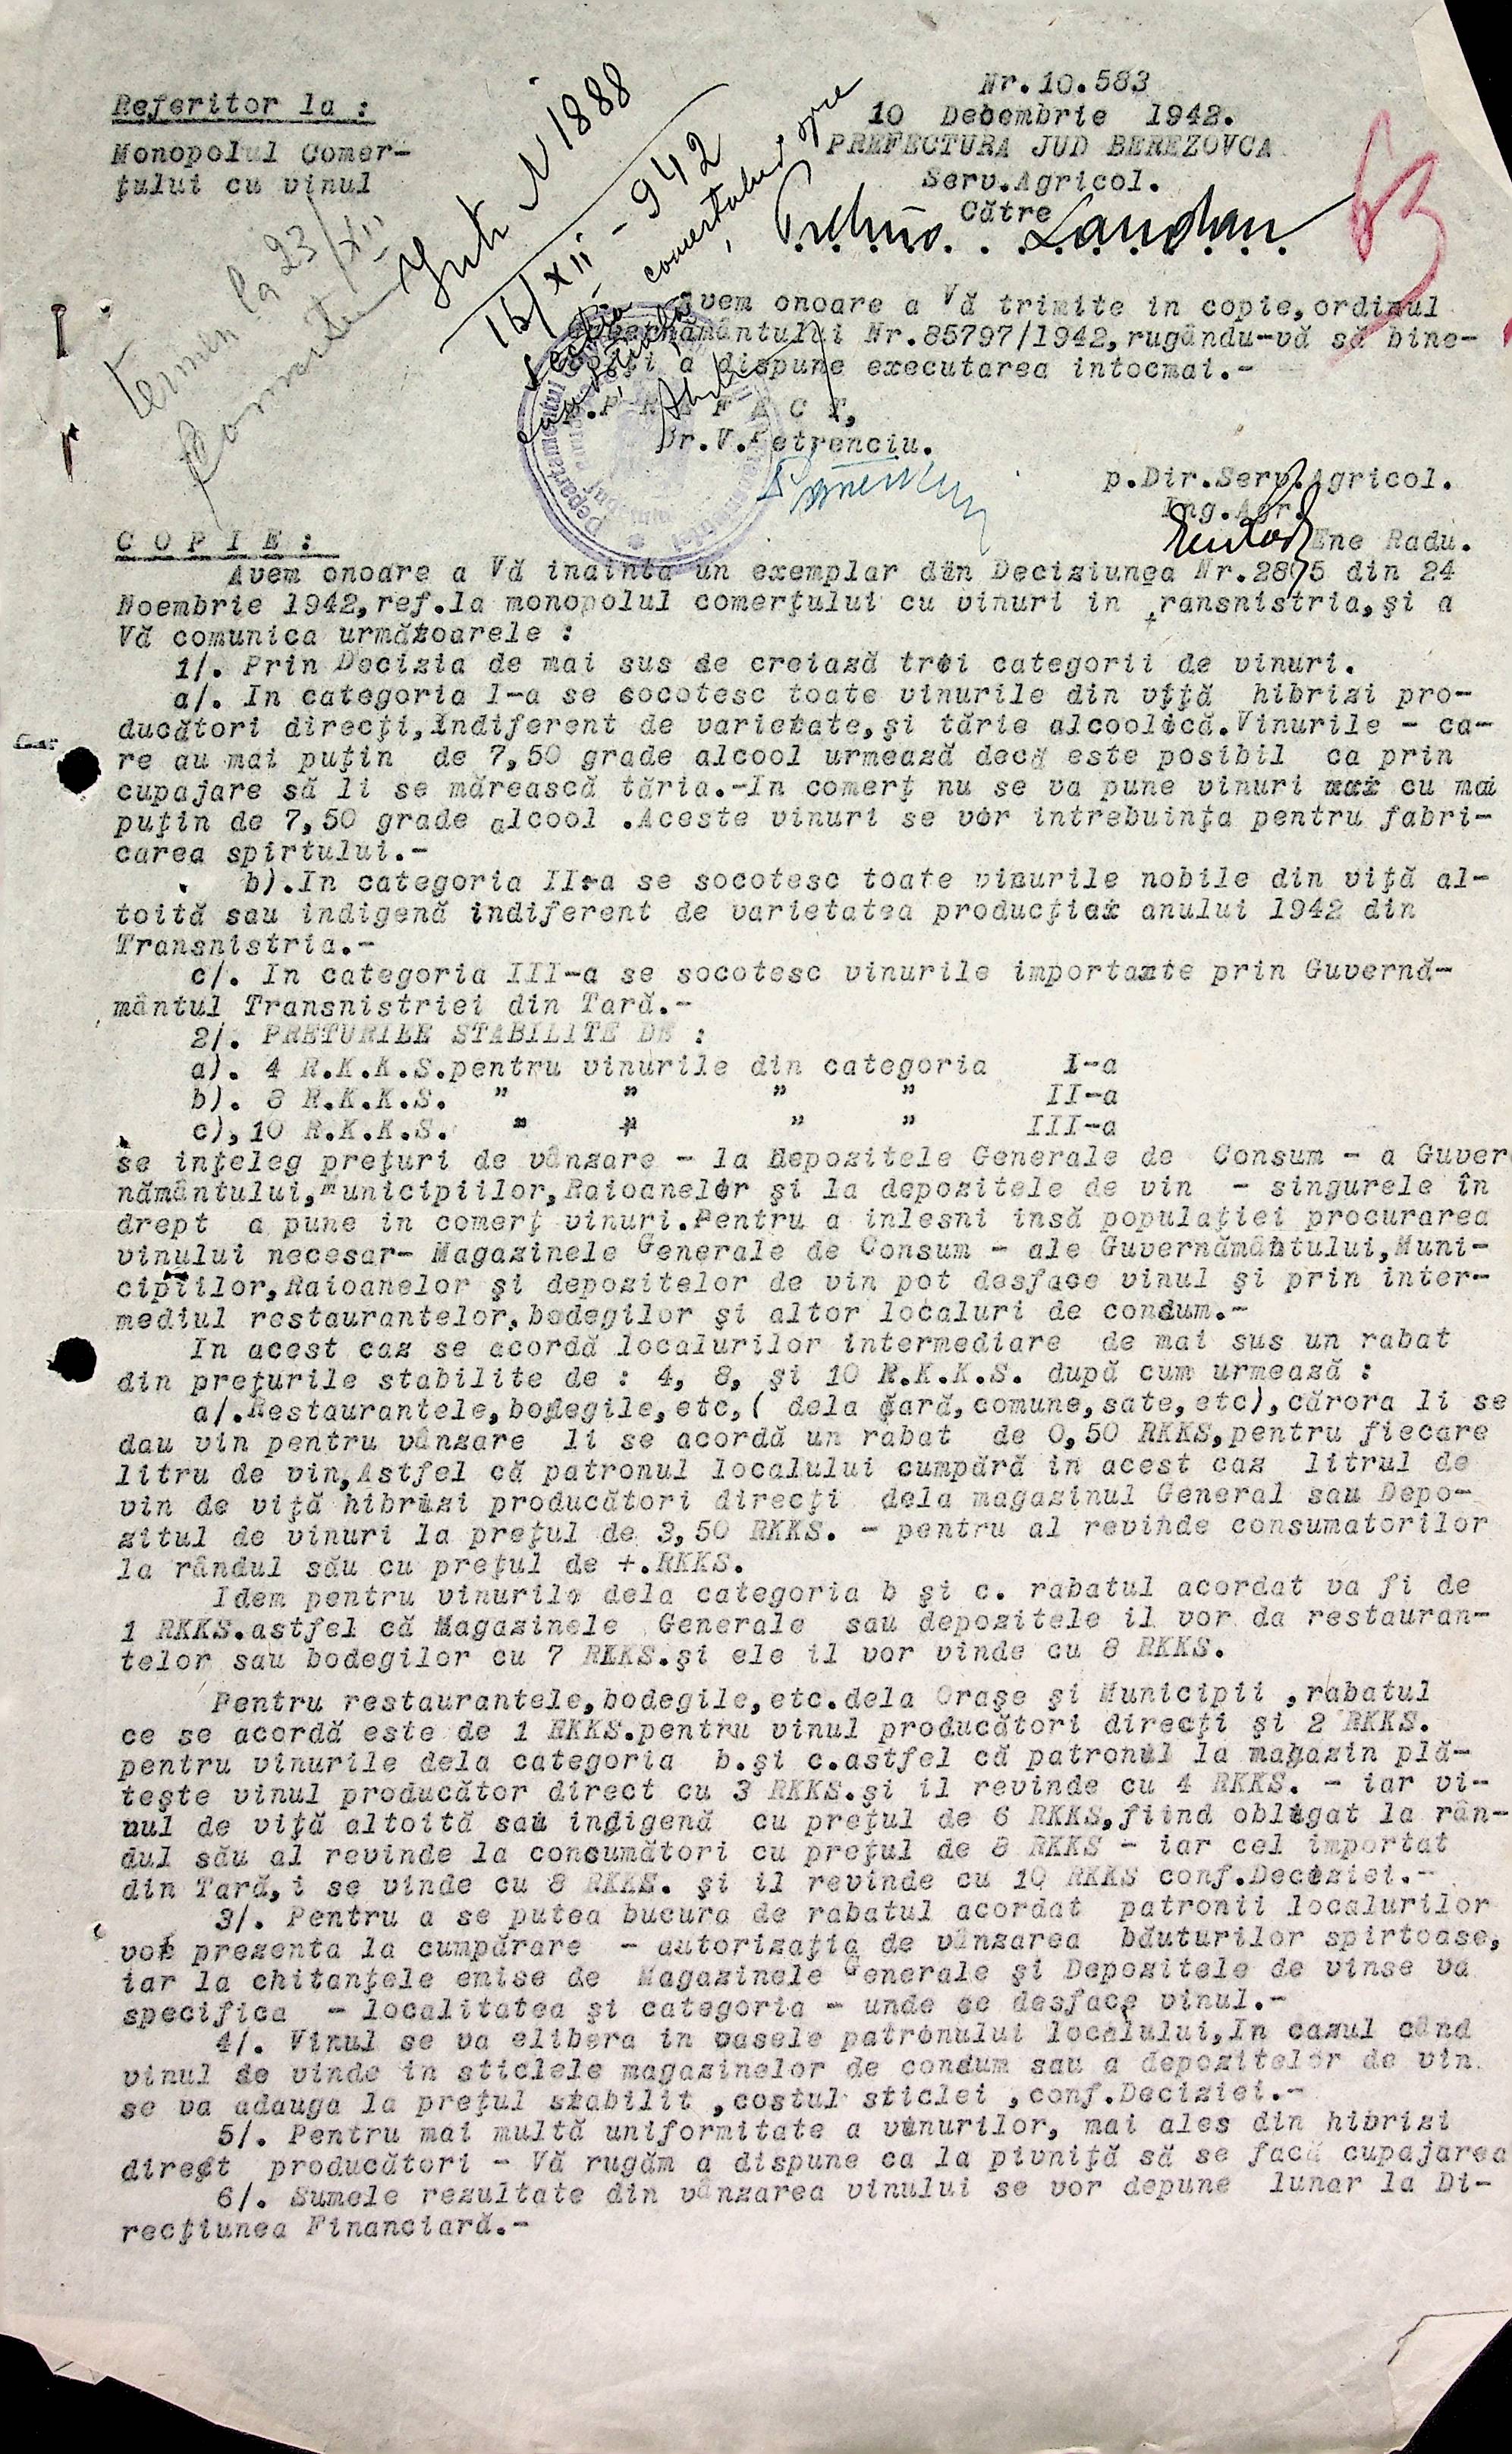 Referitor la :
Monopolul Comer-
ţului cu vinul
Nr.10.583
10 Decembrie 1942.
PREFECTURA JUD BEREZOVCA
Serv.Agricol.
Către
Landau
termen la 23/XII
Intr N 1888
16/XII - 942
Avem onoare a Vă trimite in copie,ordinul
Guvernământului Nr.85797/1942,rugându-vă să bine-
voiţi a dispune executarea intocmai.-
p.P R E F E C T,
Dr.V.Petrenciu.
p.Dir.Serv.Agricol.
Ing.Agr.
Ene Radu.
C O P I E :
Avem onoare a Vă inainta un exemplar din Deciziunea Nr.2875 din 24
Noembrie 1942,ref.la monopolul comerţului cu vinuri in transnistria,şi a
Vă comunica următoarele :
1/. Prin Decizia de mai sus se creiază trei categorii de vinuri.
a/. In categoria I-a se socotesc toate vinurile din viţă hibrizi pro-
ducători direcţi,Indiferent de varietate,şi tărie alcoolică.Vinurile - ca-
re au mai puţin de 7,50 grade alcool urmează decă este posibil ca prin
cupajare să li se mărească tăria.-In comerţ nu se va pune vinuri cu mai
puţin de 7,50 grade alcool .Aceste vinuri se vor intrebuinţa pentru fabri-
carea spirtului.-
b).In categoria II-a se socotesc toate vinurile nobile din viţă al-
toită sau indigenă indiferent de varietatea producţiei anului 1942 din
Transnistria.-
c/. In categoria III-a se socotesc vinurile importate prin Guvernă-
mântul Transnistriei din Tară.-
2/. PRETURILE STABILITE DE :
a). 4 R.K.K.S.pentru vinurile din categoria I-a
b). 8 R.K.K.S. " " " " II-a
c),10 R.K.K.S. " " " " III-a
se inţeleg preţuri de vânzare - la Depozitele Generale de Consum - a Guver
nământului,municipiilor,Raioanelor şi la depozitele de vin - singurele în
drept a pune in comerţ vinuri.Pentru a inlesni insă populaţiei procurarea
vinului necesar- Magazinele Generale de Consum - ale Guvernământului,Muni-
cipiilor,Raioanelor şi depozitelor de vin pot desface vinul şi prin inter-
mediul restaurantelor,bodegilor şi altor localuri de consum.-
In acest caz se acordă localurilor intermediare de mai sus un rabat
din preţurile stabilite de : 4, 8, şi 10 R.K.K.S. după cum urmează :
a/.Restaurantele,bodegile,etc,( dela ţară,comune,sate,etc),cărora li se
dau vin pentru vânzare li se acordă un rabat de 0,50 RKKS,pentru fiecare
litru de vin,Astfel că patronul localului cumpără in acest caz litrul de
vin de viţă hibrizi producători direcţi dela magazinul General sau Depo-
zitul de vinuri la preţul de 3,50 RKKS. - pentru al revinde consumatorilor
la rândul său cu preţul de +.RKKS.
Idem pentru vinurile dela categoria b şi c. rabatul acordat va fi de
1 RKKS.astfel că Magazinele Generale sau depozitele il vor da restauran-
telor sau bodegilor cu 7 RKKS.şi ele il vor vinde cu 8 RKKS.
Pentru restaurantele,bodegile,etc.dela Oraşe şi Municipii ,rabatul
ce se acordă este de 1 RKKS.pentru vinul producători direcţi şi 2 RKKS.
pentru vinurile dela categoria b.şi c.astfel că patronul la magazin plă-
teşte vinul producător direct cu 3 RKKS.şi il revinde cu 4 RKKS. - iar vi-
nul de viţă altoită sau indigenă cu preţul de 6 RKKS,fiind obligat la rân-
dul său al revinde la consumători cu preţul de 8 RKKS - iar cel importat
din Tară,i se vinde cu 8 RKKS. şi il revinde cu 10 RKKS conf.Deciziei.-
3/. Pentru a se putea bucura de rabatul acordat patronii localurilor
vor prezenta la cumpărare - autorizaţia de vânzarea băuturilor spirtoase,
iar la chitanţele emise de Magazinele Generale şi Depozitele de vinse va
specifica - localitatea şi categoria - unde se desface vinul.-
4/. Vinul se va elibera in vasele patronului localului,In cazul când
vinul se vinde in sticlele magazinelor de consum sau a depozitelor de vin
se va adauga la preţul stabilit ,costul sticlei ,conf.Deciziei.-
5/. Pentru mai multă uniformitate a vinurilor, mai ales din hibrizi
direct producători - Vă rugăm a dispune ca la pivniţă să se facă cupajarea
6/. Sumele rezultate din vânzarea vinului se vor depune lunar la Di-
recţiunea Financiară.-